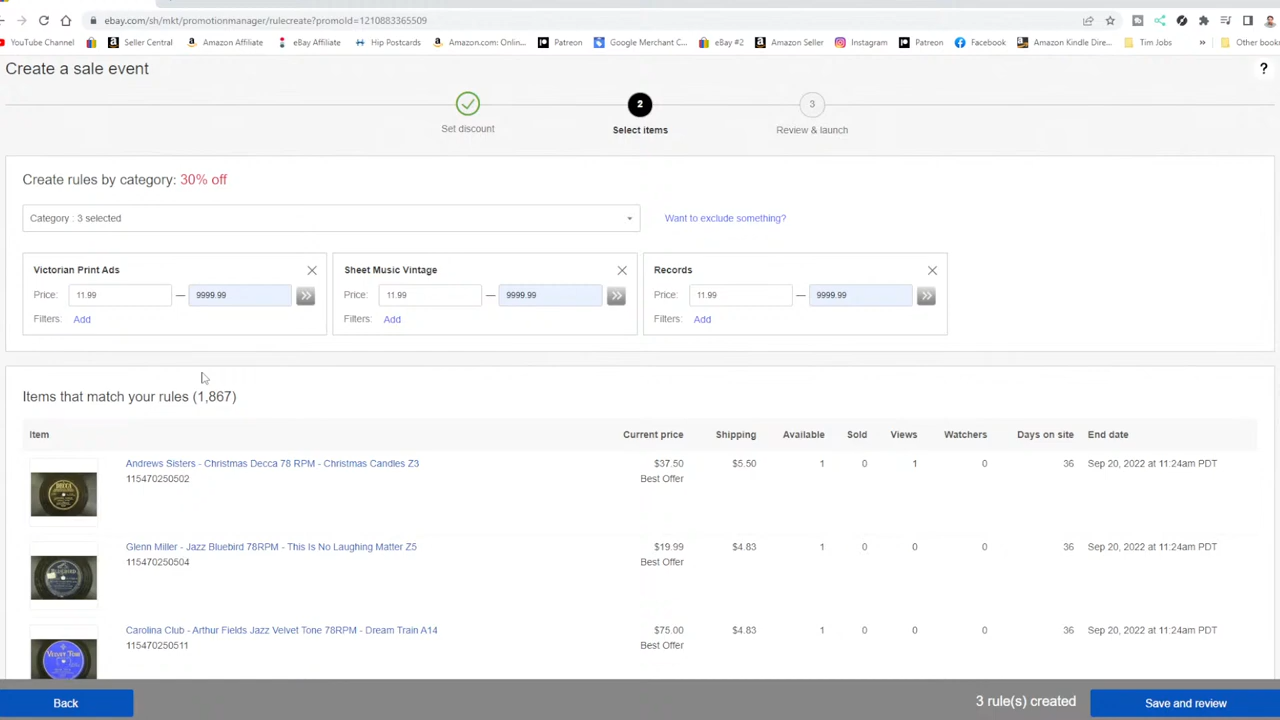 ebay.com/sh/mkt/promotionmanager/rulecreate?promoId=1210883365509
YouTube Channel Seller Central Amazon Affiliate eBay Affiliate Hip Postcards Amazon.com: Onlin... Patreon Google Merchant C... eBay #2 Amazon Seller Instagram Patreon Facebook Amazon Kindle Dire... Tim Jobs » Other book
Create a sale event
?
2 3
Set discount Select items Review & launch
Create rules by category: 30% off
Category : 3 selected Want to exclude something?
Victorian Print Ads Sheet Music Vintage Records
Price: 11.99 — 9999.99 Price: 11.99 — 9999.99 Price: 11.99 — 9999.99
Filters: Add Filters: Add Filters: Add
Items that match your rules (1,867)
Item Current price Shipping Available Sold Views Watchers Days on site End date
Andrews Sisters - Christmas Decca 78 RPM - Christmas Candles Z3 $37.50 $5.50 1 0 1 0 36 Sep 20, 2022 at 11:24am PDT
115470250502 Best Offer
Glenn Miller - Jazz Bluebird 78RPM - This Is No Laughing Matter Z5 $19.99 $4.83 1 0 0 0 36 Sep 20, 2022 at 11:24am PDT
115470250504 Best Offer
Carolina Club - Arthur Fields Jazz Velvet Tone 78RPM - Dream Train A14 $75.00 $4.83 1 0 0 0 36 Sep 20, 2022 at 11:24am PDT
115470250511 Best Offer
Back 3 rule(s) created Save and review